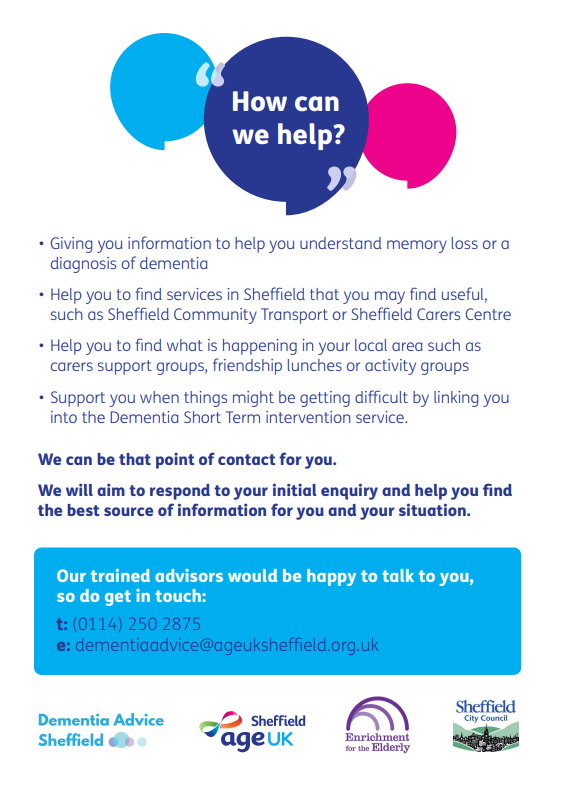 “
How can
we help?
”
• Giving you information to help you understand memory loss or a
diagnosis of dementia
• Help you to find services in Sheffield that you may find useful,
such as Sheffield Community Transport or Sheffield Carers Centre
• Help you to find what is happening in your local area such as
carers support groups, friendship lunches or activity groups
• Support you when things might be getting difficult by linking you
into the Dementia Short Term intervention service.
We can be that point of contact for you.
We will aim to respond to your initial enquiry and help you find
the best source of information for you and your situation.
Our trained advisors would be happy to talk to you,
so do get in touch:
t: (0114) 250 2875
e: dementiaadvice@ageuksheffield.org.uk
Dementia Advice
Sheffield
Sheffield
age UK
Enrichment
for the Elderly
Sheffield
City Council